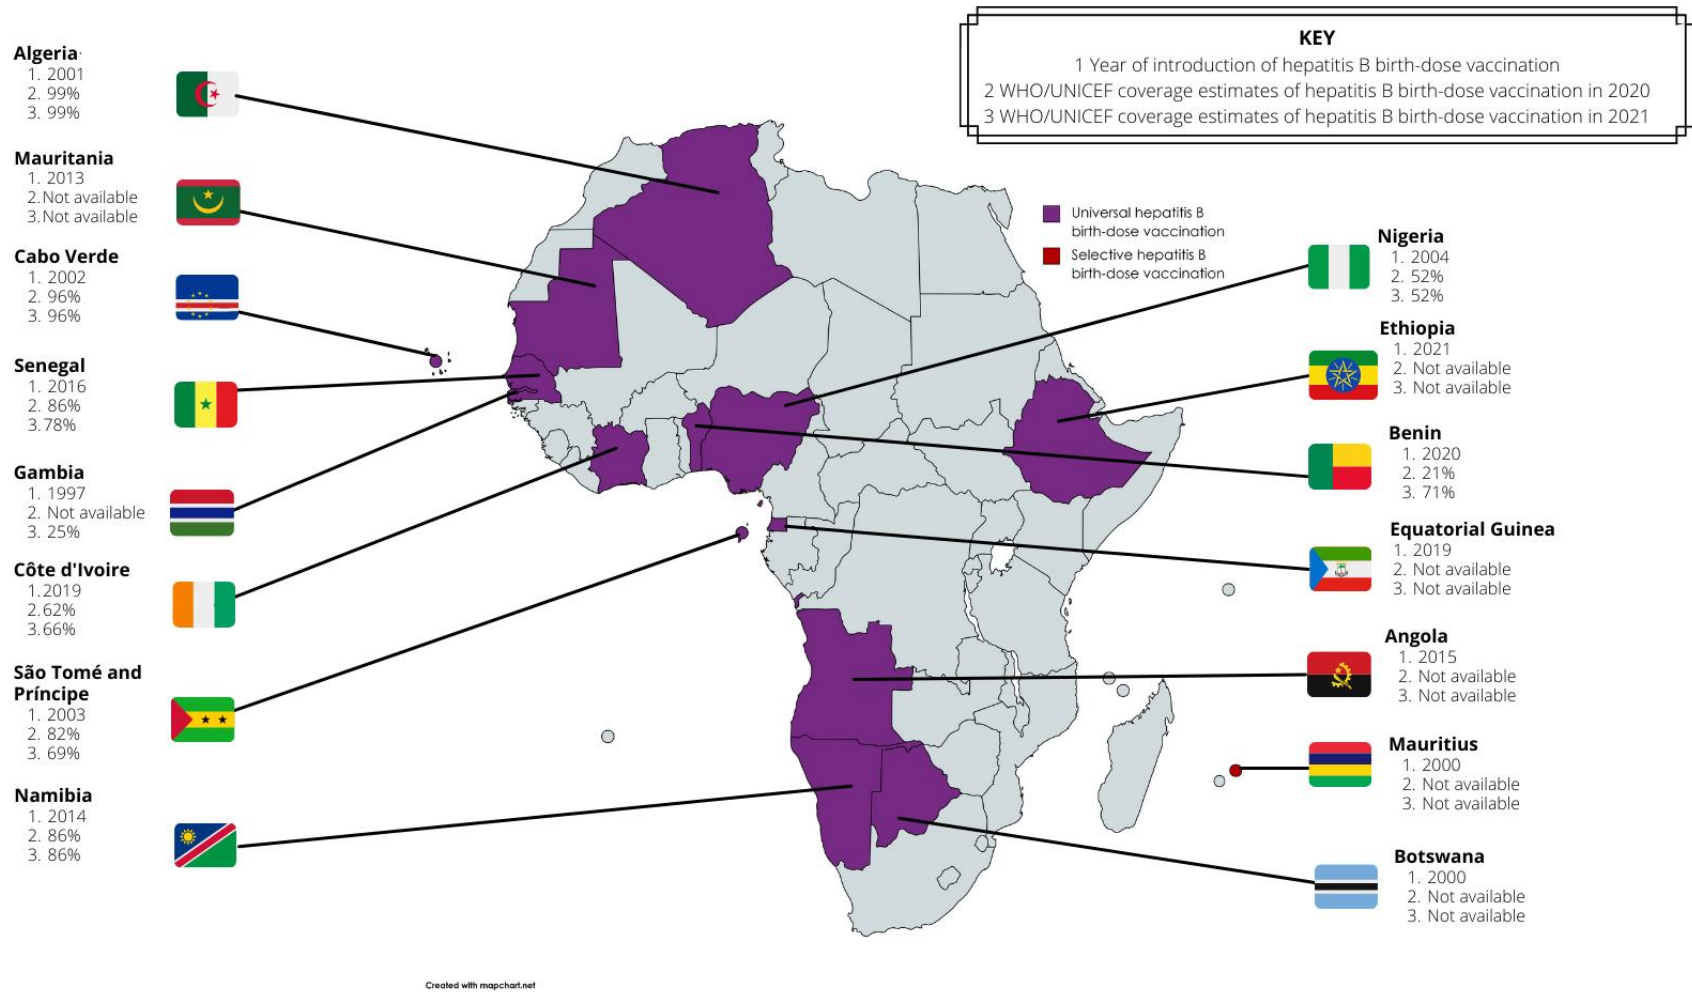 KEY
1 Year of introduction of hepatitis B birth-dose vaccination
2 WHO/UNICEF coverage estimates of hepatitis B birth-dose vaccination in 2020
3 WHO/UNICEF coverage estimates of hepatitis B birth-dose vaccination in 2021
Algeria
1. 2001
2. 99%
3. 99%
Mauritania
1. 2013
2.Not available
3.Not available
Cabo Verde
1. 2002
2. 96%
3. 96%
Senegal
1. 2016
2. 86%
3.78%
Gambia
1. 1997
2. Not available
3. 25%
Côte d'Ivoire
1.2019
2.62%
3.66%
São Tomé and
Príncipe
1. 2003
2. 82%
3. 69%
Namibia
1. 2014
2. 86%
3. 86%
Universal hepatitis B
birth-dose vaccination
Selective hepatitis B
birth-dose vaccination
Nigeria
1. 2004
2. 52%
3. 52%
Ethiopia
1. 2021
2. Not available
3. Not available
Benin
1. 2020
2. 21%
3. 71%
Equatorial Guinea
1. 2019
2. Not available
3. Not available
Angola
1. 2015
2. Not available
3. Not available
Mauritius
1. 2000
2. Not available
3. Not available
Botswana
1. 2000
2. Not available
3. Not available
Created with mapchart.net